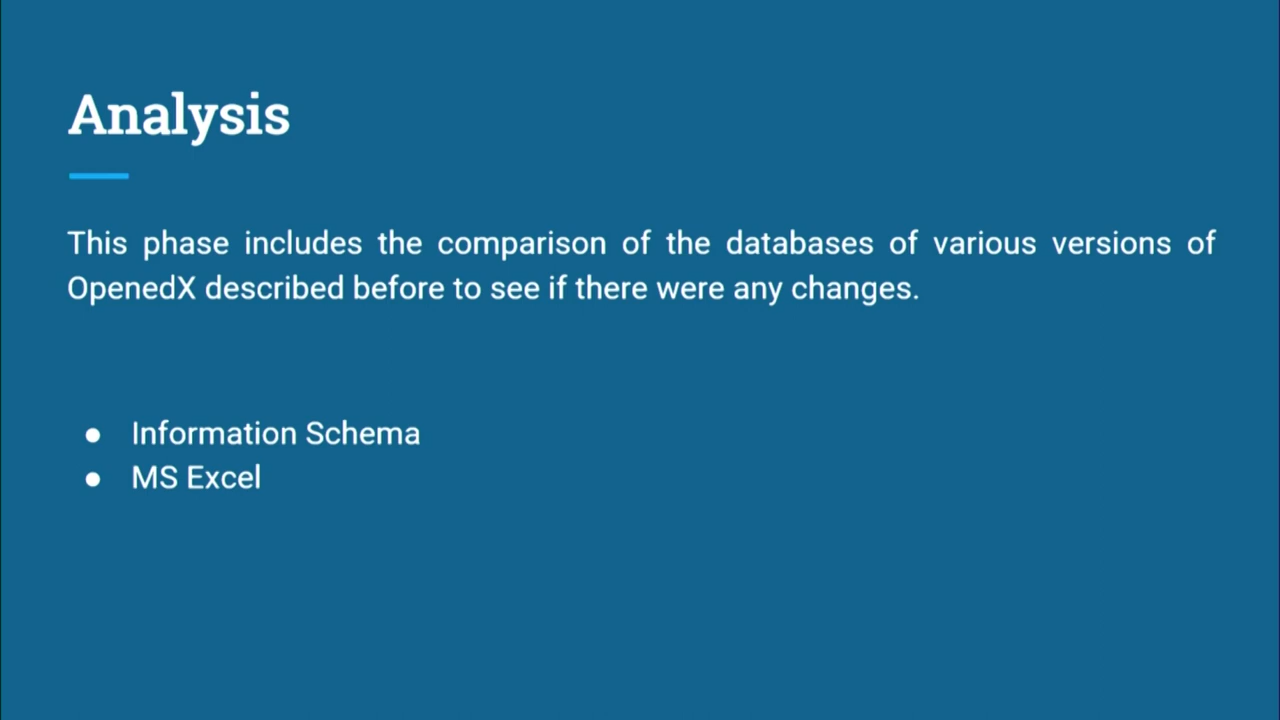 Analysis
This phase includes the comparison of the databases of various versions of
OpenedX described before to see if there were any changes.
● Information Schema
● MS Excel